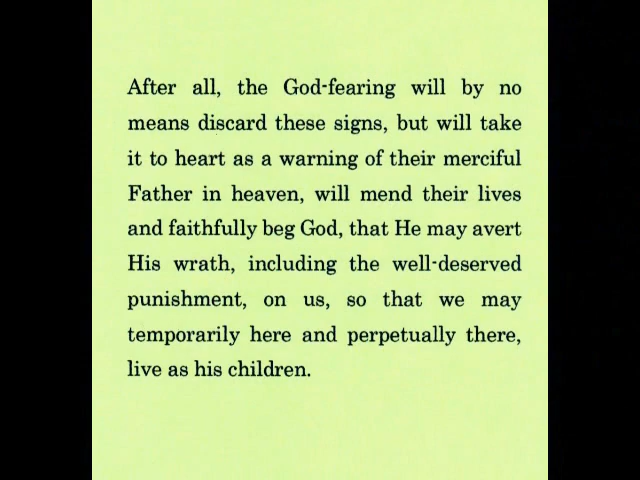 After all, the God-fearing will by no
means discard these signs, but will take
it to heart as a warning of their merciful
Father in heaven, will mend their lives
and faithfully beg God, that He may avert
His wrath, including the well-deserved
punishment, on us, so that we may
temporarily here and perpetually there,
live as his children.